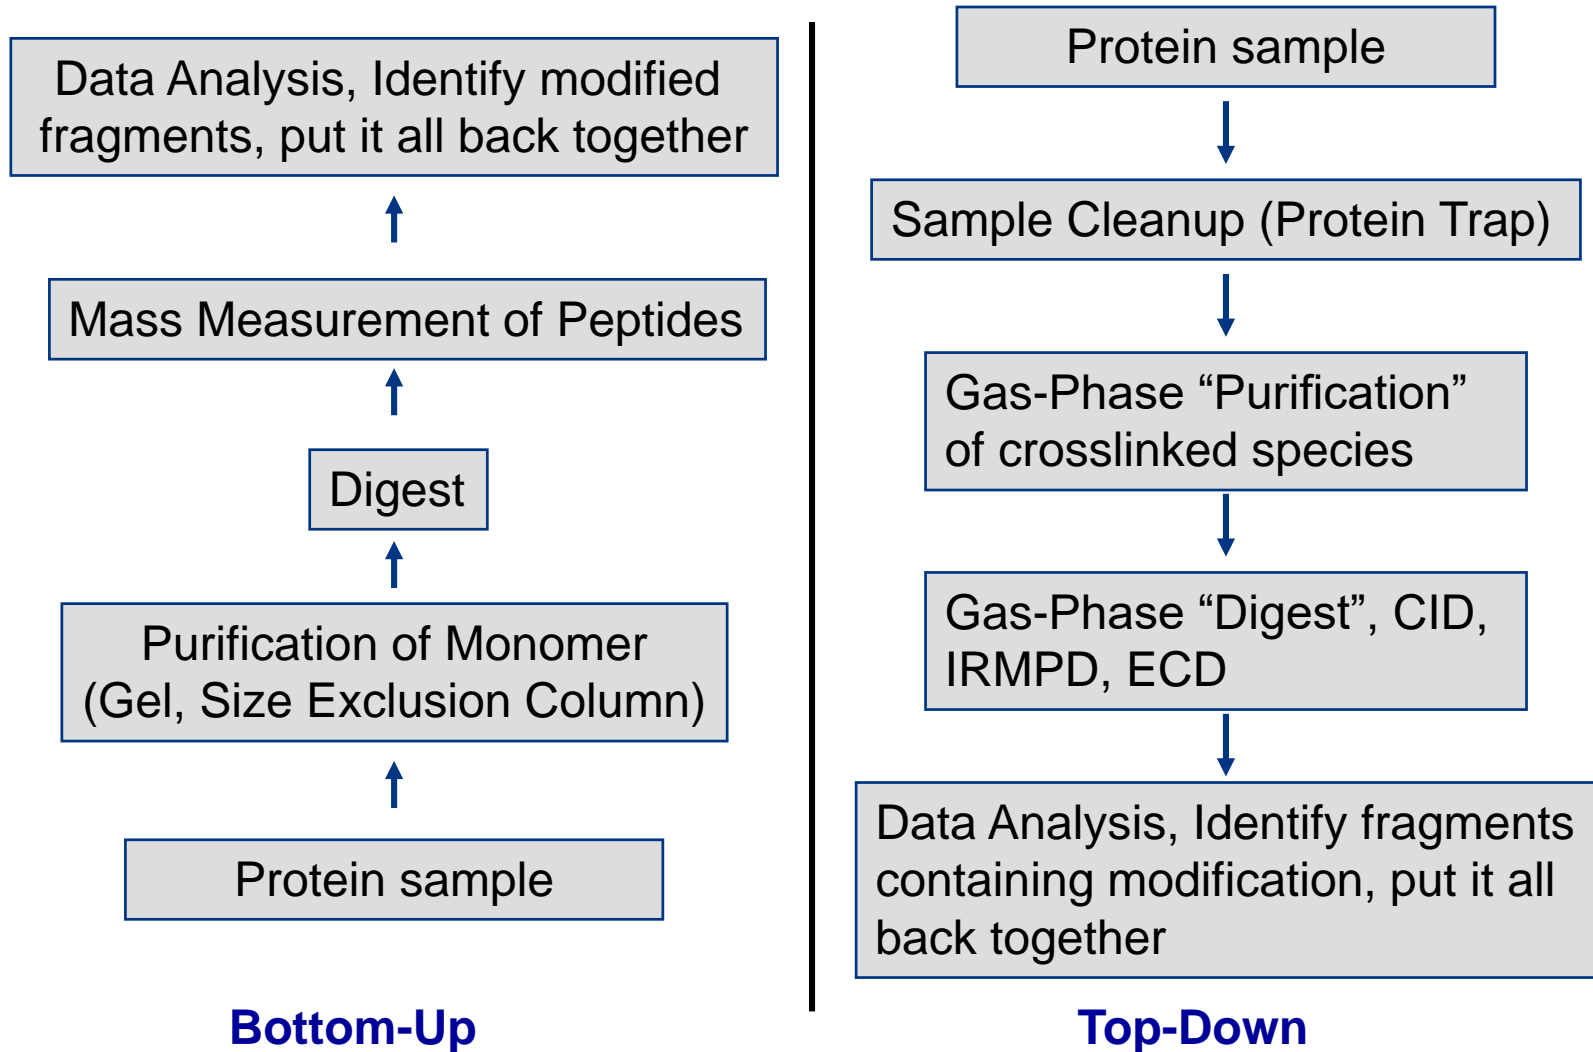 Data Analysis, Identify modified
fragments, put it all back together
Mass Measurement of Peptides
Digest
Purification of Monomer
(Gel, Size Exclusion Column)
Protein sample
Bottom-Up
Protein sample
Sample Cleanup (Protein Trap)
Gas-Phase “Purification”
of crosslinked species
Gas-Phase “Digest”, CID,
IRMPD, ECD
Data Analysis, Identify fragments
containing modification, put it all
back together
Top-Down